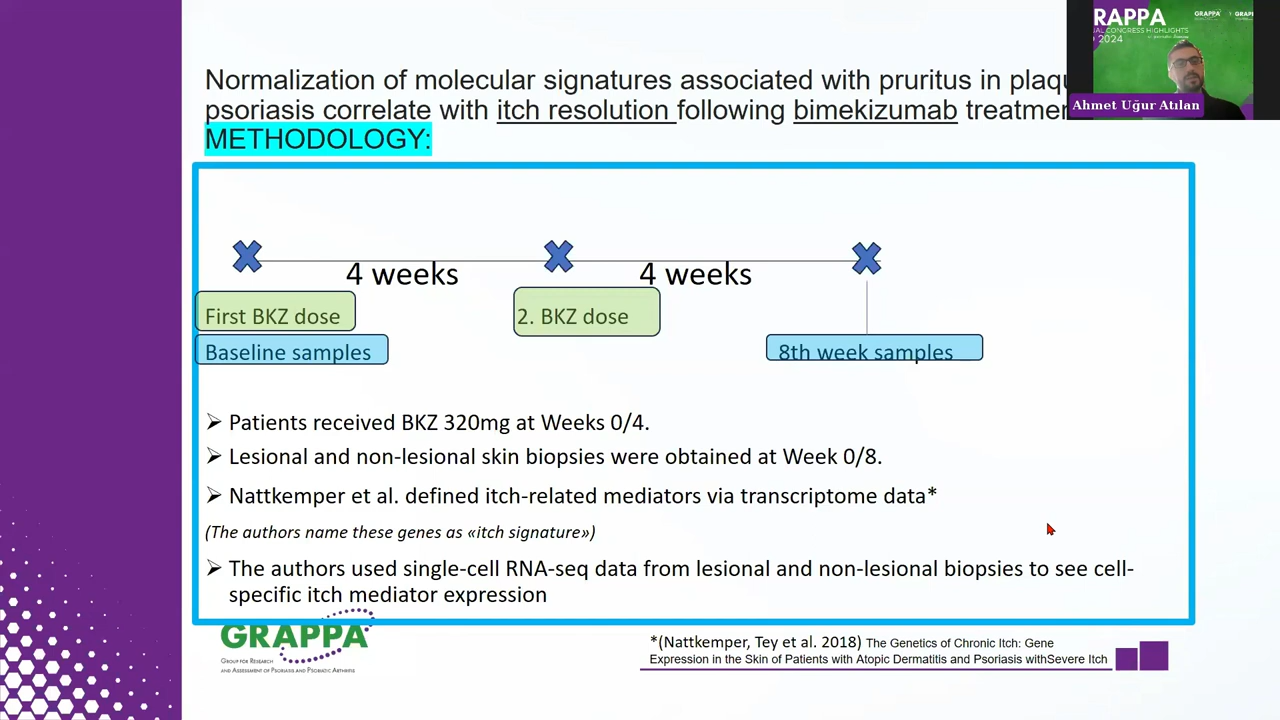 Normalization of molecular signatures associated with pruritus in
psoriasis correlate with itch resolution following bimekizumab
METHODOLOGY:
RAPPA
GRAPPA
CONGRESS HIGHLIGHTS
2024
Ahmet Uğur Atılan
4 weeks
4 weeks
First BKZ dose
2. BKZ dose
Baseline samples
8th week samples
➢ Patients received BKZ 320mg at Weeks 0/4.
➢ Lesional and non-lesional skin biopsies were obtained at Week 0/8.
➢ Nattkemper et al. defined itch-related mediators via transcriptome data*
(The authors name these genes as «itch signature»)
➢ The authors used single-cell RNA-seq data from lesional and non-lesional biopsies to see cell-
specific itch mediator expression
GRAPPA
Group for Research
and Assessment of Psoriasis and Psoriatic Arthritis
*(Nattkemper, Tey et al. 2018) The Genetics of Chronic Itch: Gene
Expression in the Skin of Patients with Atopic Dermatitis and Psoriasis withSevere Itch